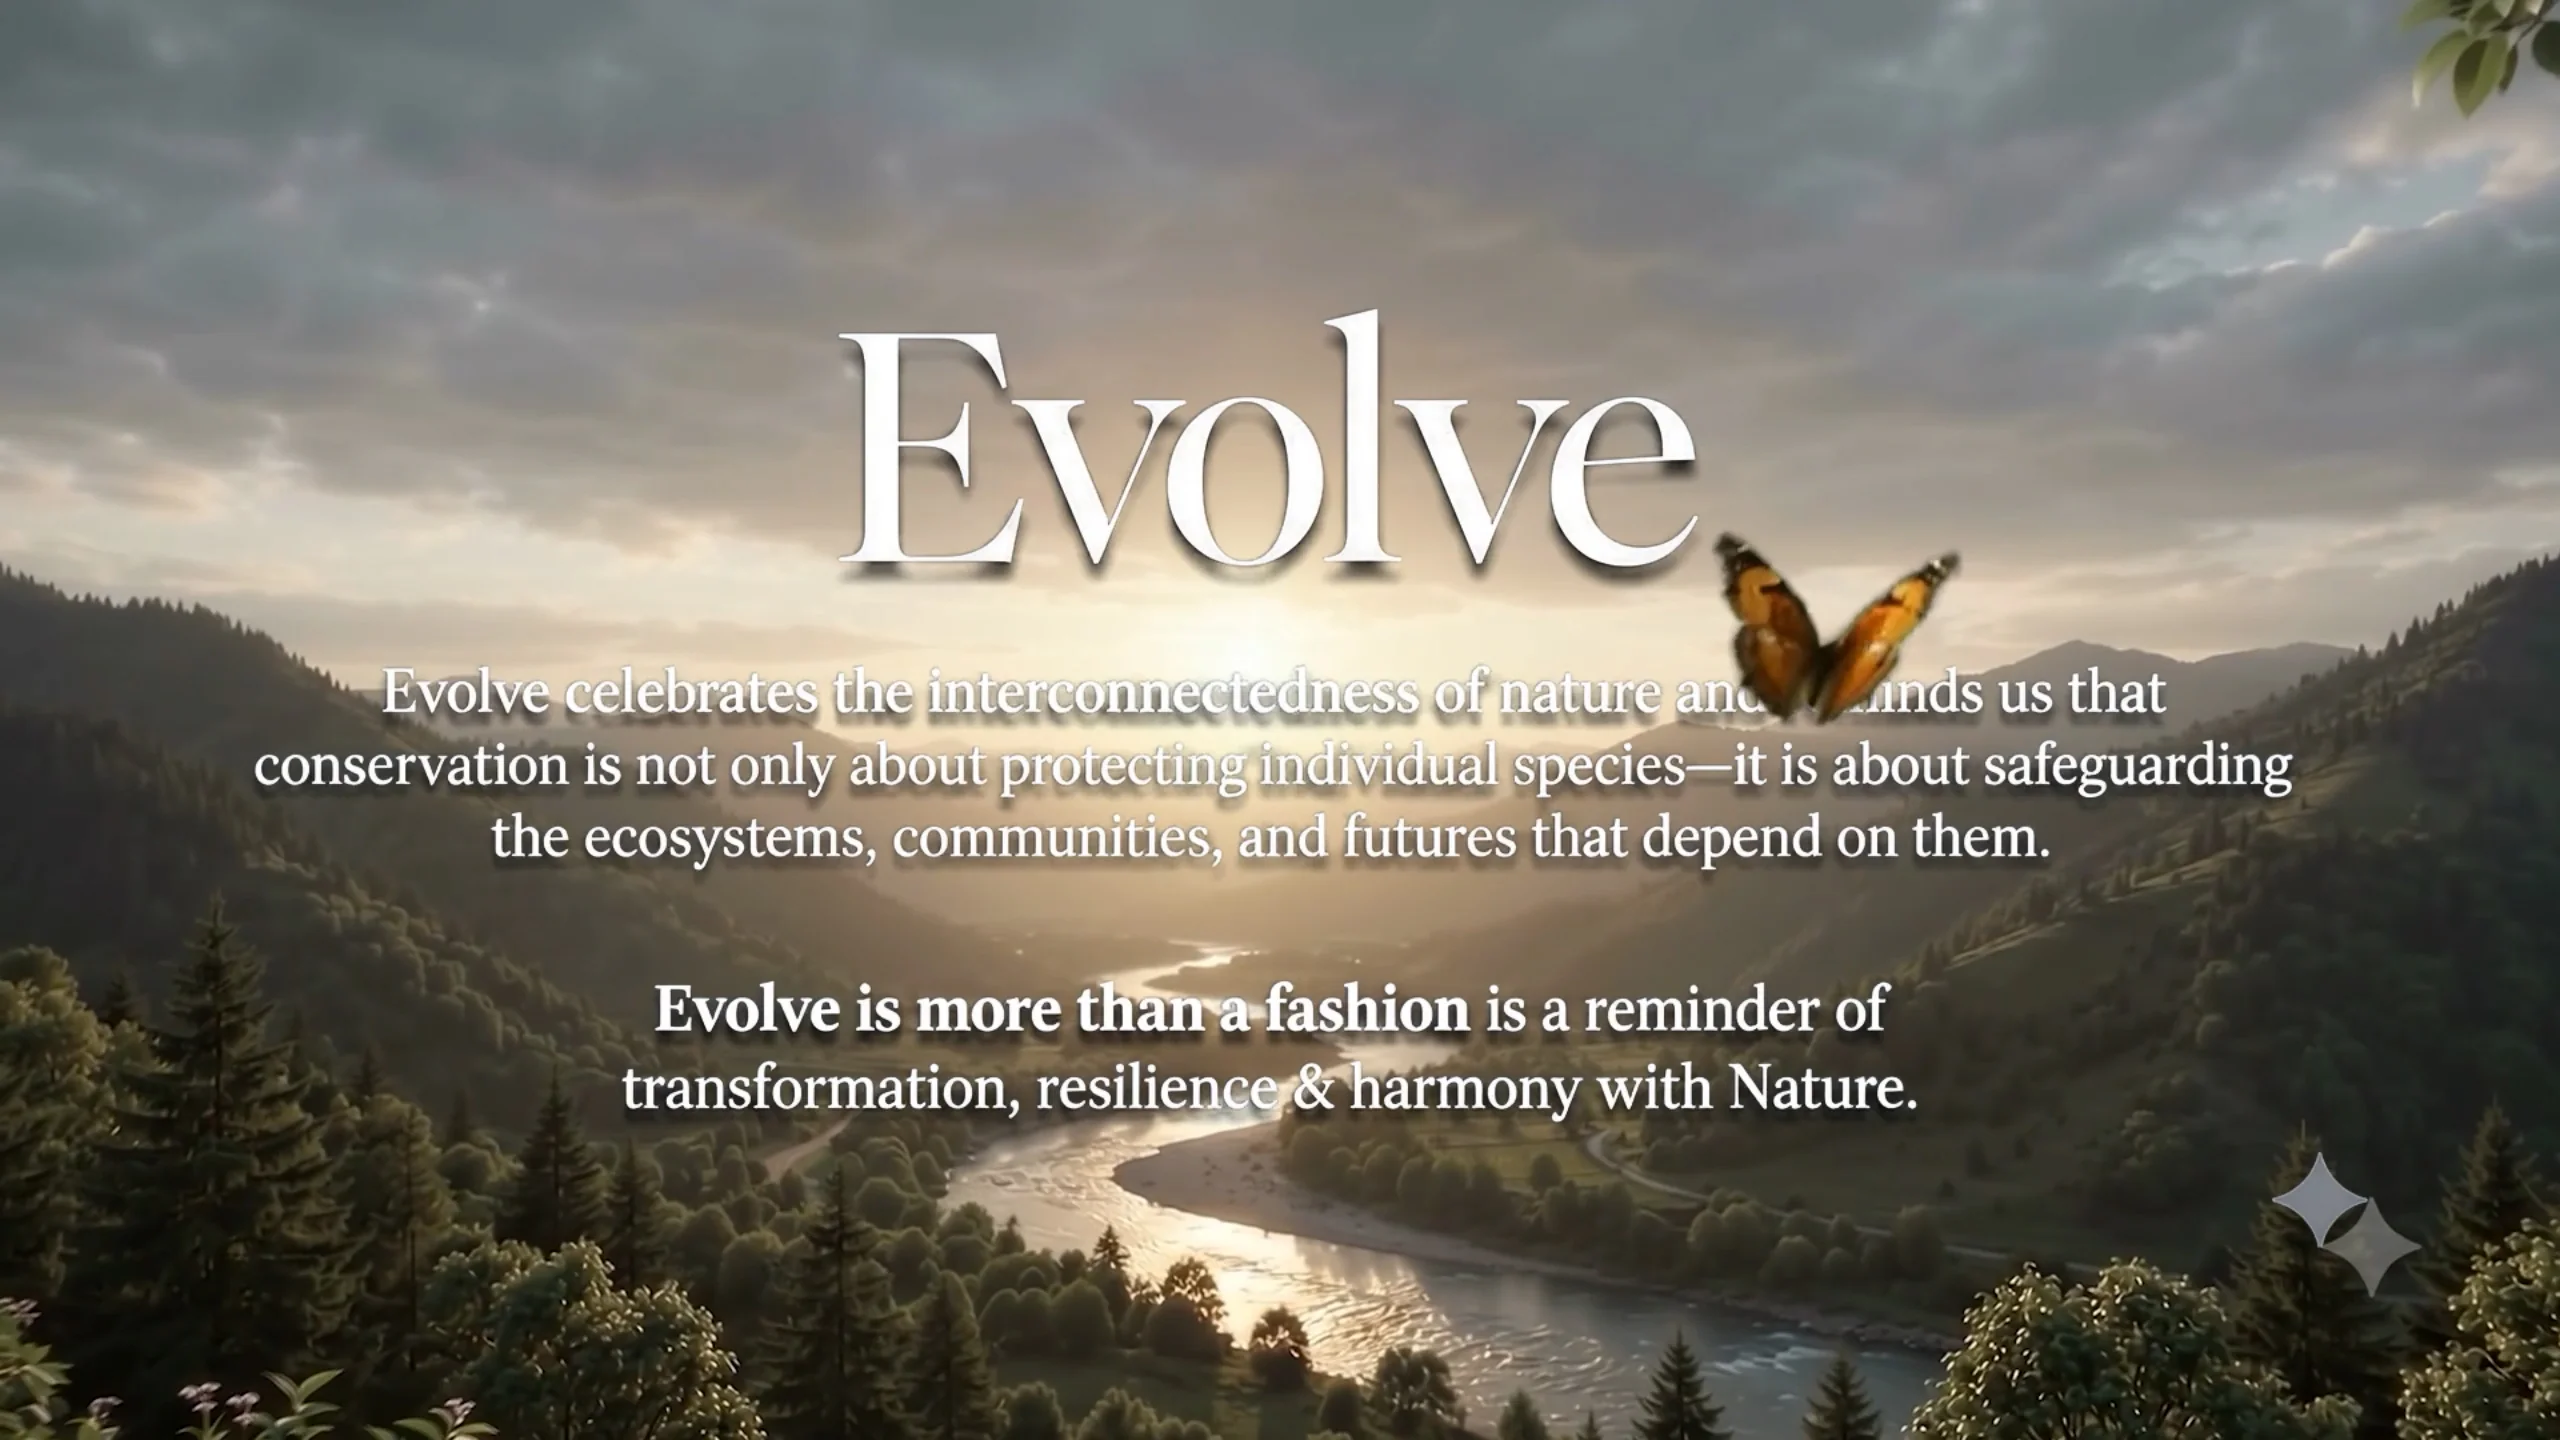 Evolve
Evolve celebrates the interconnectedness of nature and us that
conservation is not only about protecting individual species—it is about safeguarding
the ecosystems, communities, and futures that depend on them.
Evolve is more than a fashion is a reminder of
transformation, resilience & harmony with Nature.